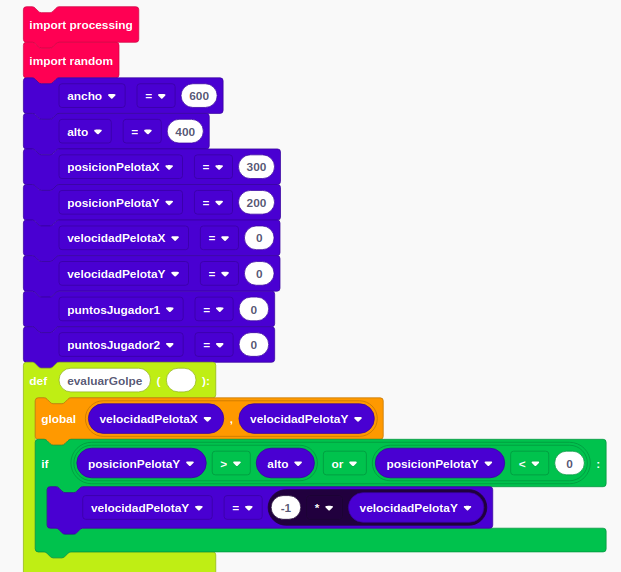 import processing
import random
ancho = 600
alto = 400
posicionPelotaX = 300
posicionPelotaY = 200
velocidadPelotaX = 0
velocidadPelotaY = 0
puntosJugador1 = 0
puntosJugador2 = 0
def evaluarGolpe ( ):
global velocidadPelotaX , velocidadPelotaY
if posicionPelotaY > alto or posicionPelotaY < 0 :
velocidadPelotaY = -1 * velocidadPelotaY